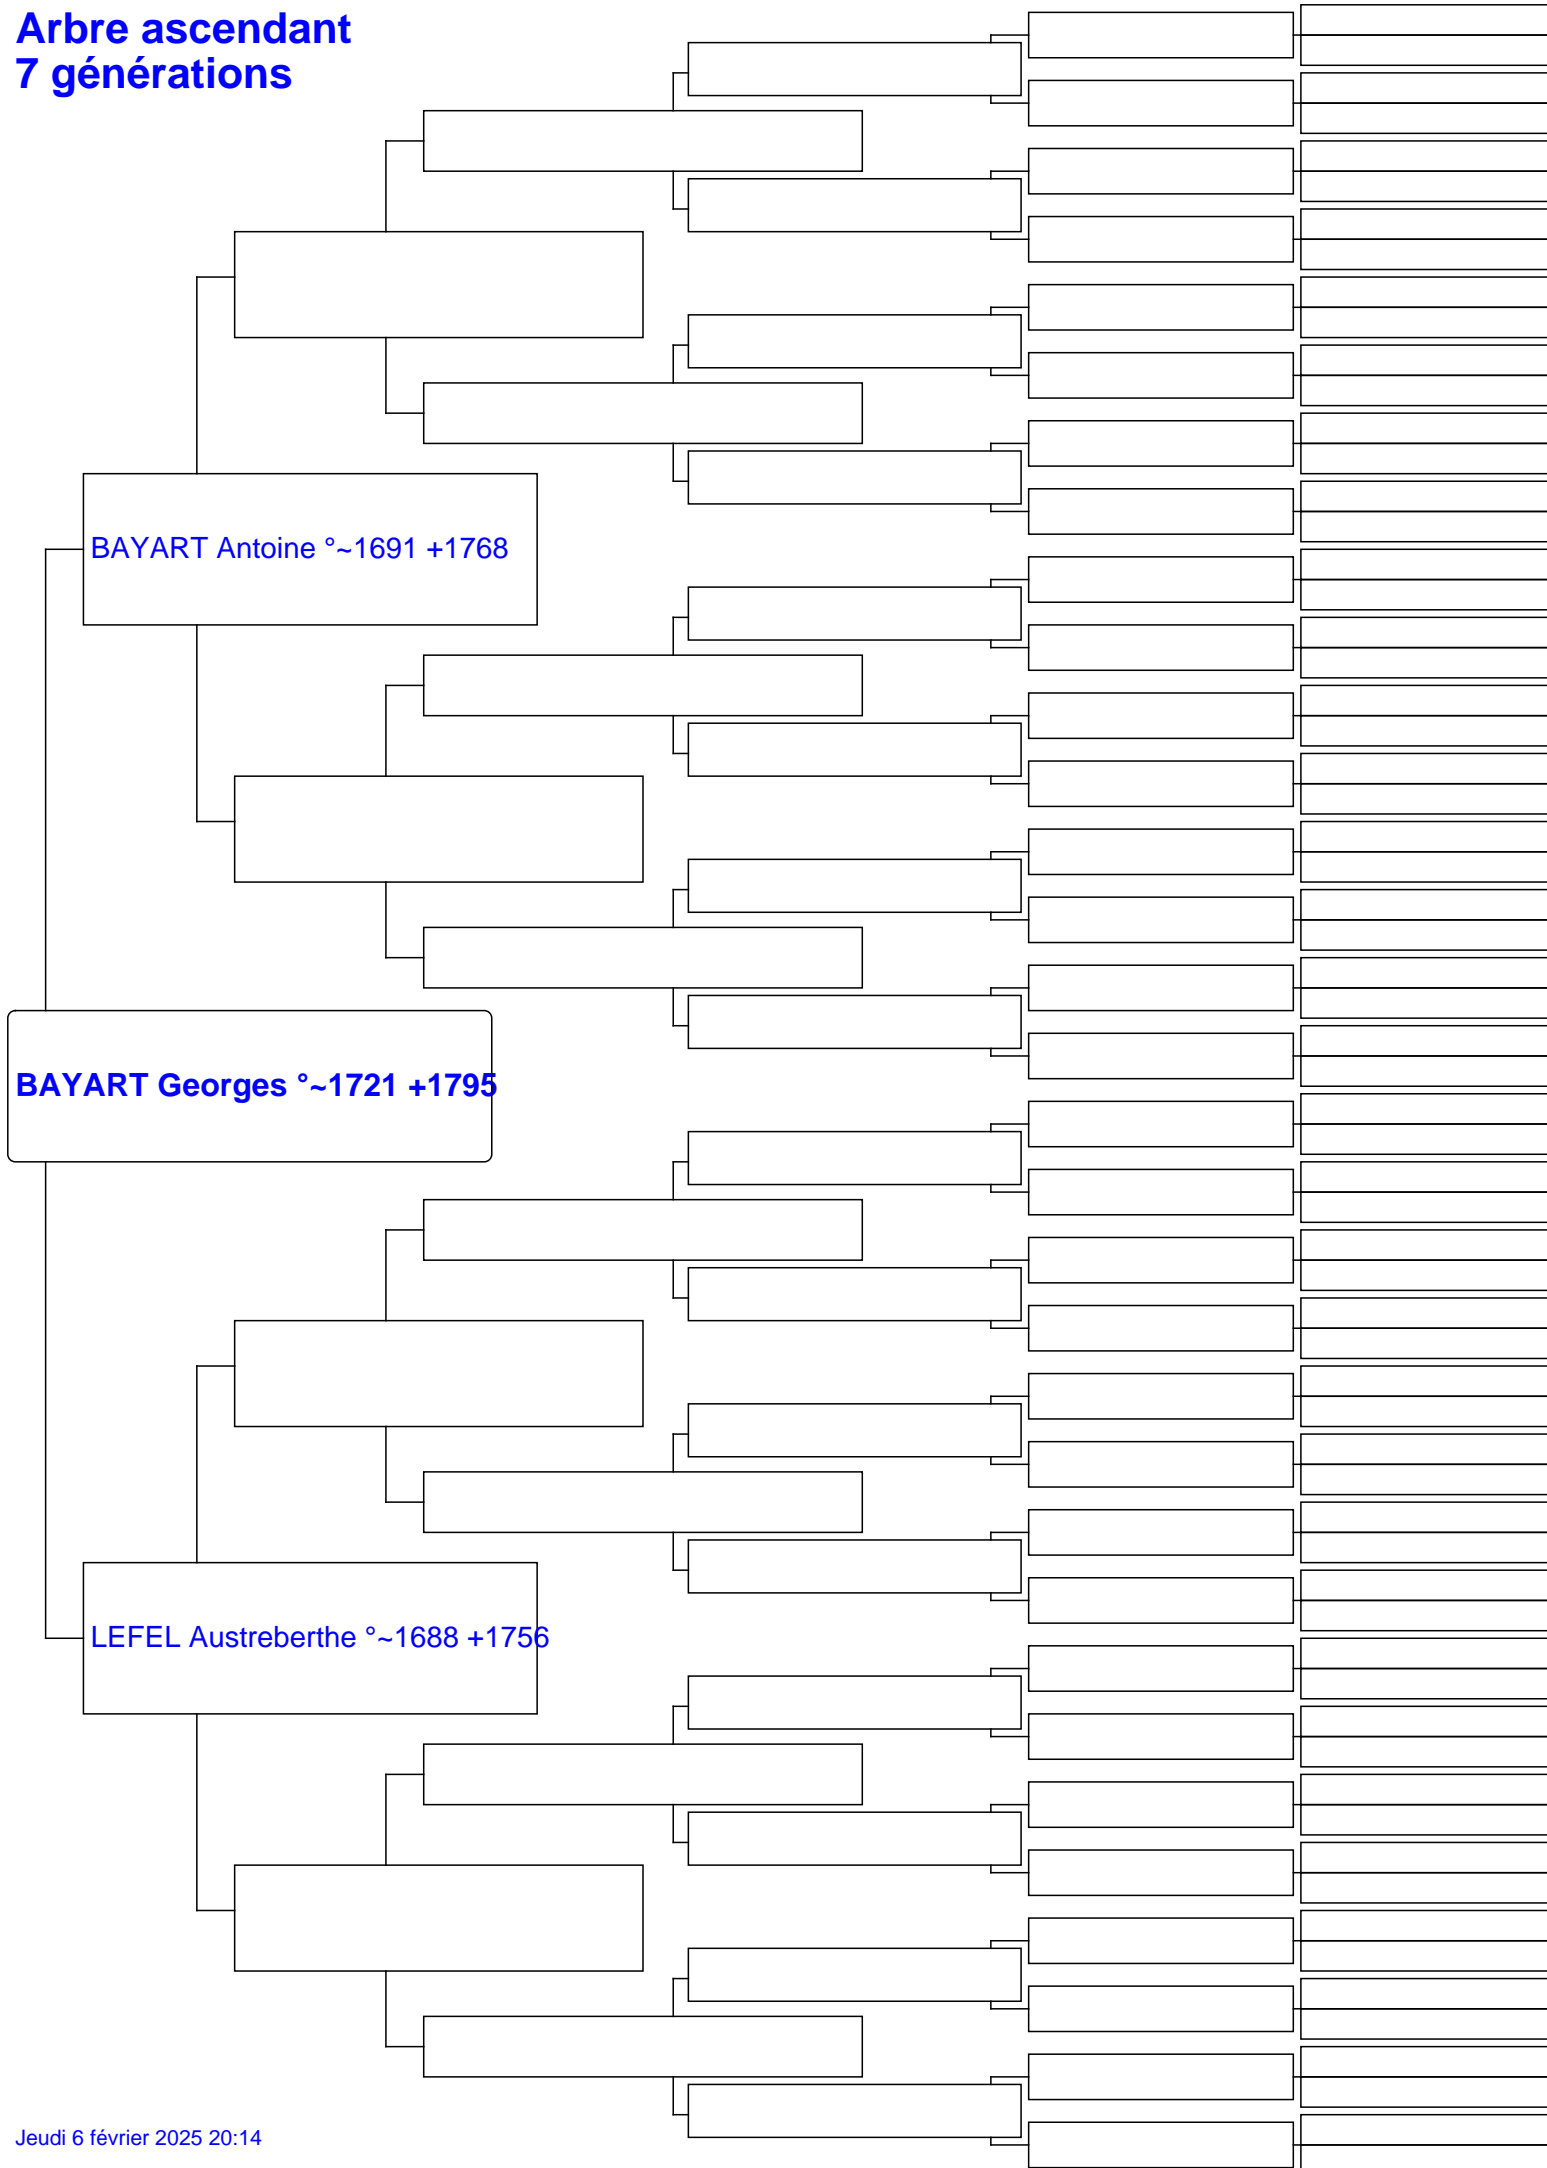 Arbre ascendant
7 générations
BAYART Antoine °~1691 +1768
BAYART Georges °~1721 +1795
LEFEL Austreberthe °~1688 +1756
Jeudi 6 février 2025 20:14